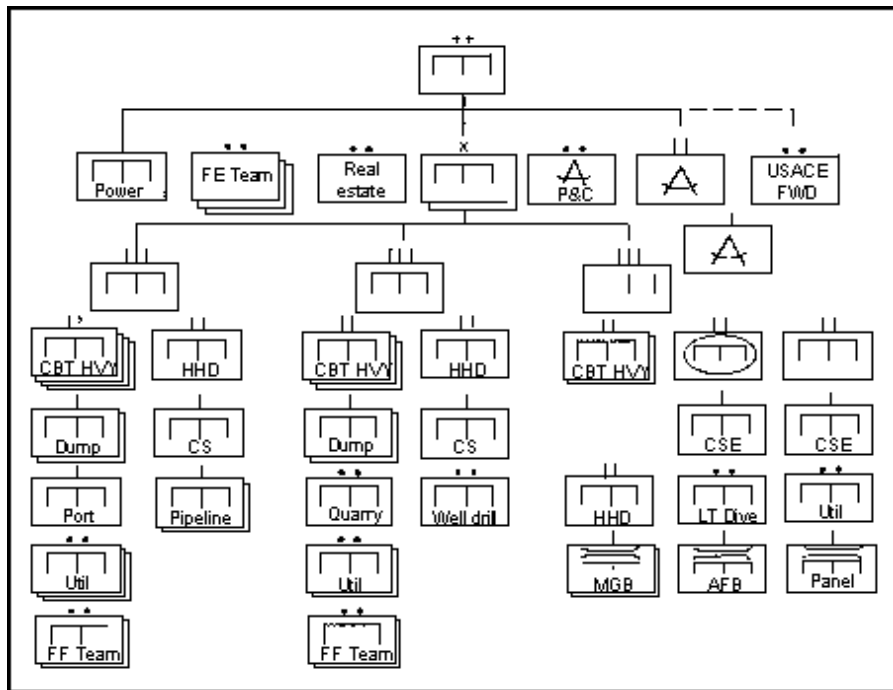 ++
Power
FE Team
Real
estate
x
P&C
USACE
FWD
CBT HVY
HHD
CBT HVY
HHD
CBT HVY
Dump
CS
Dump
CS
CSE
CSE
Port
Pipeline
Quarry
Well drill
HHD
LT Dive
Util
Util
Util
MGB
AFB
Panel
FF Team
FF Team